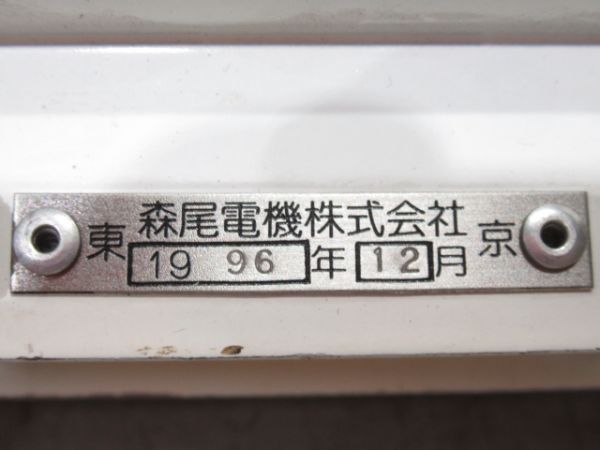 東 森尾電機株式会社 京
19 96 年 12 月